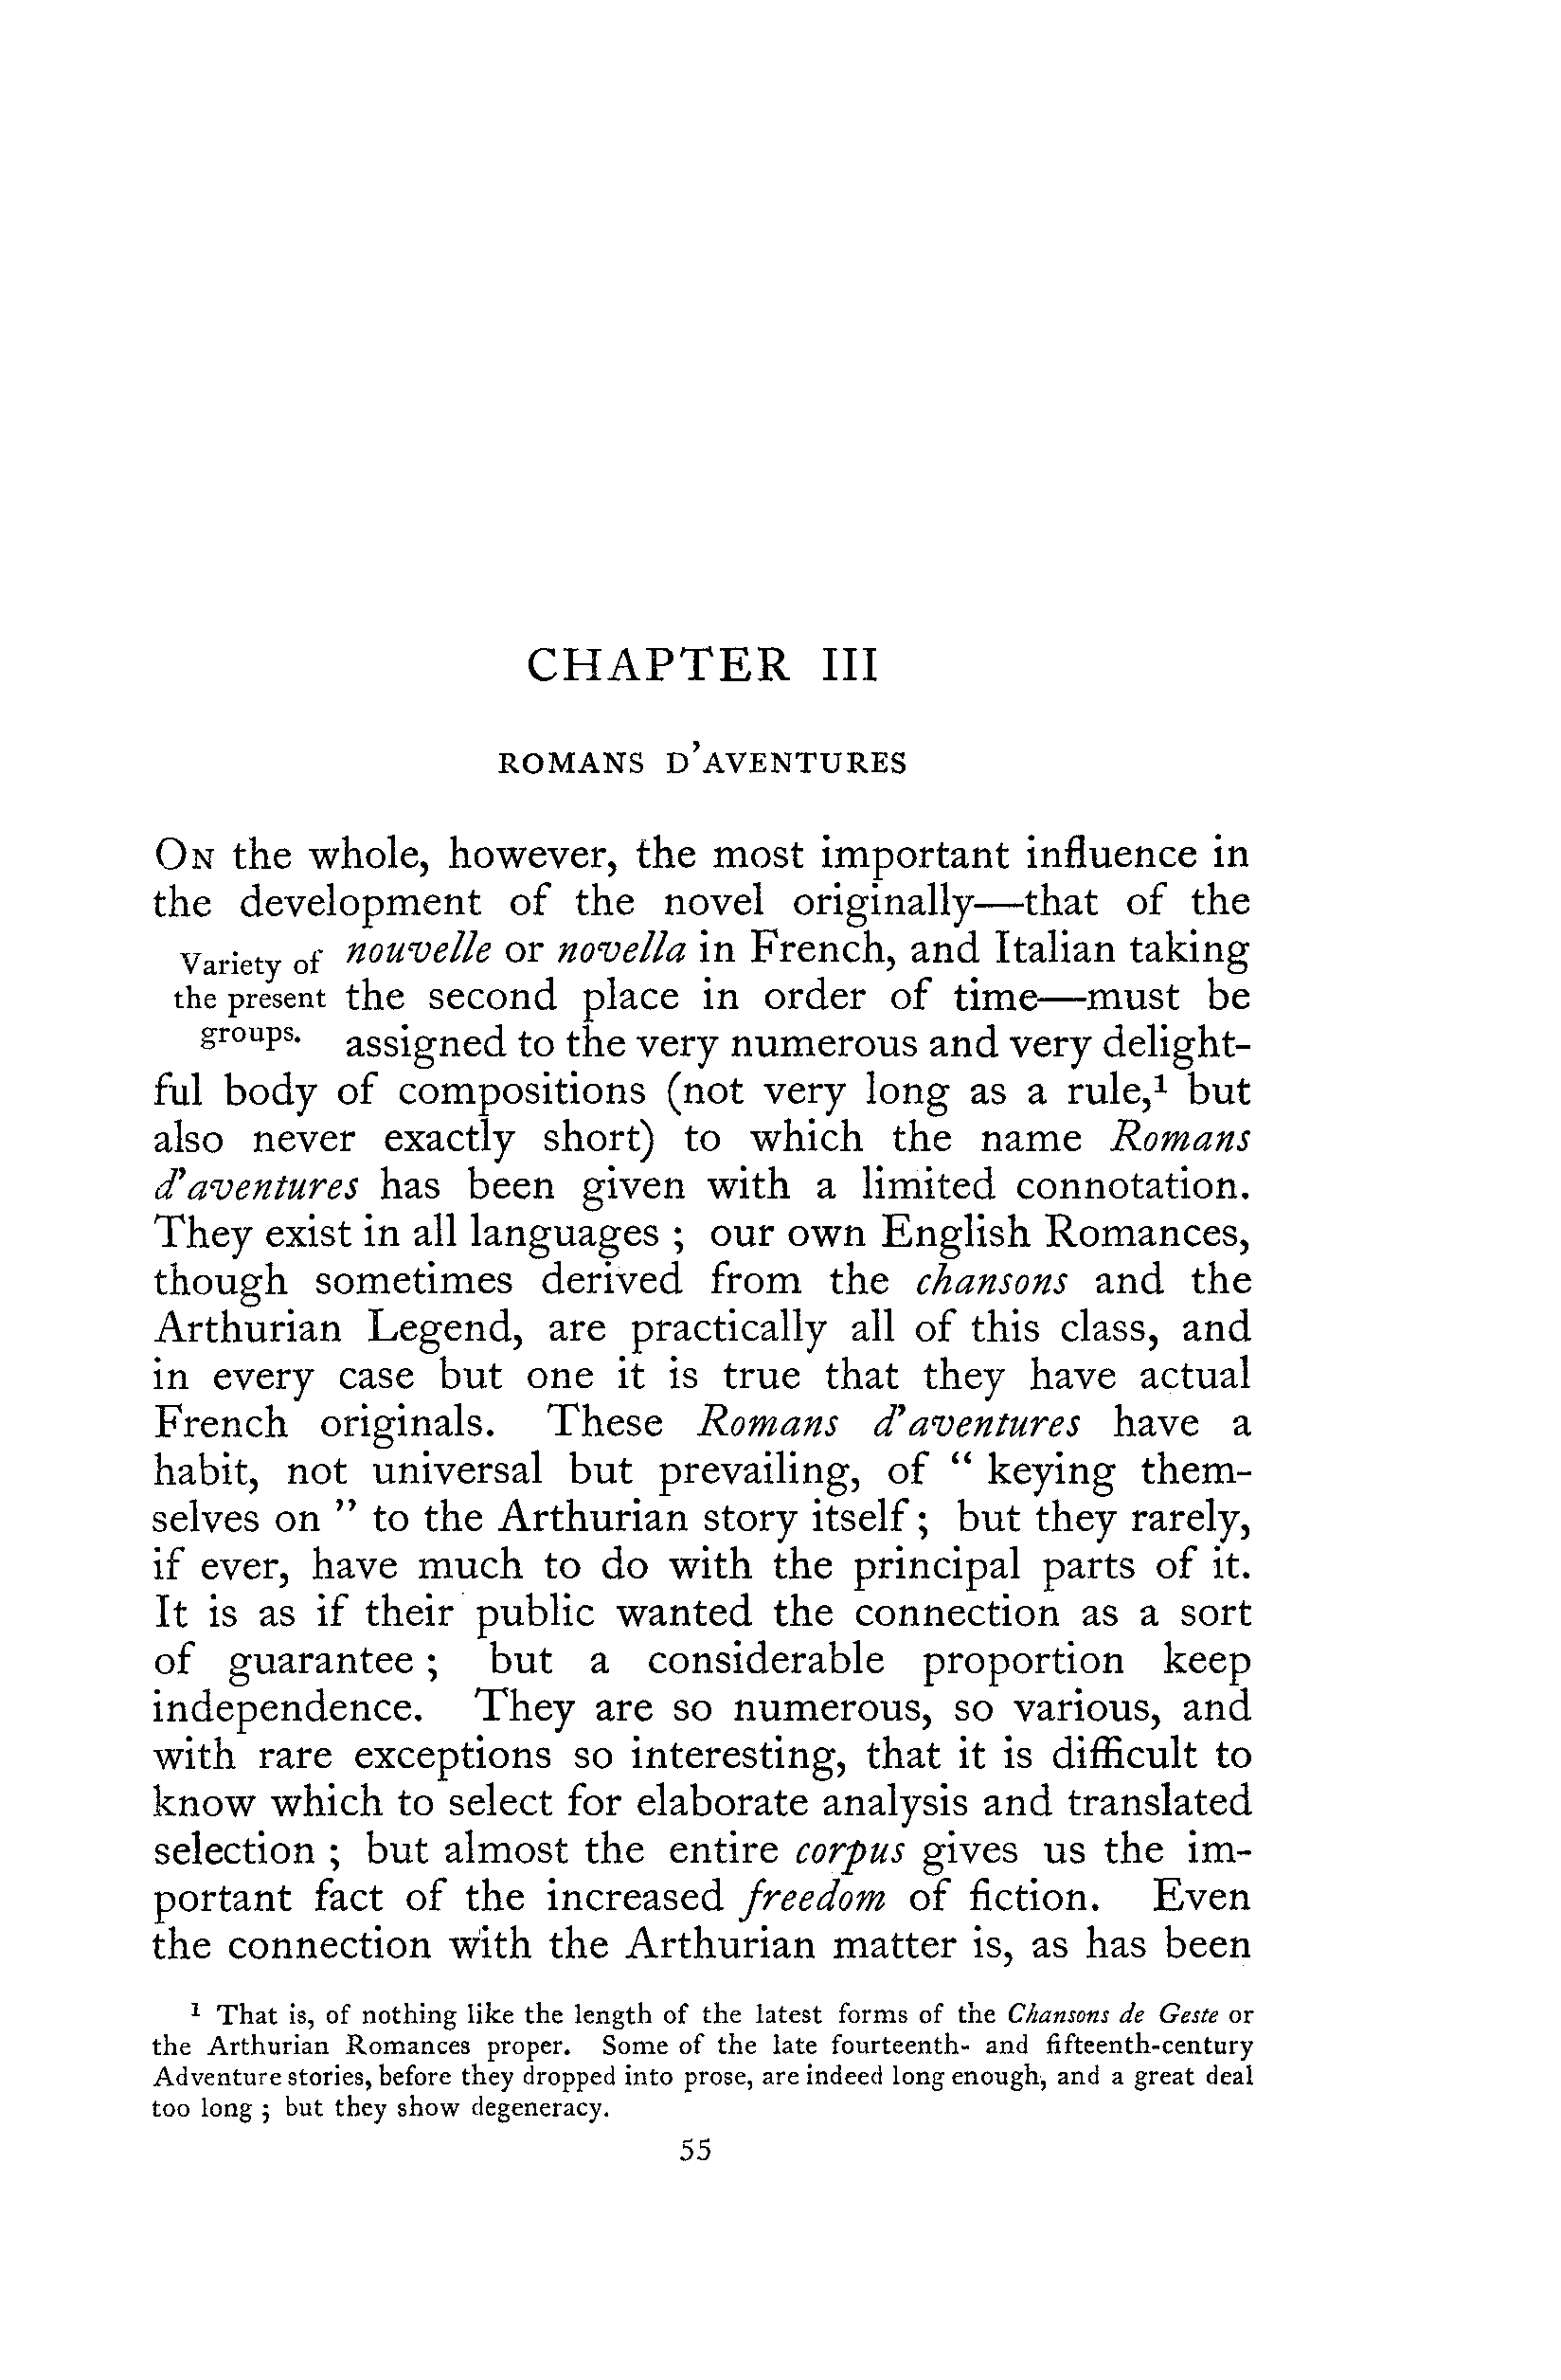 CHAPTER III
ROMANS D'AVENTURES
ON the whole, however, the most important influence in
the development of the novel originally—that of the
Variety of
the present
groups.
nouvelle or novella in French, and Italian taking
the second place in order of time—must be
assigned to the very numerous and very delight-
ful body of compositions (not very long as a rule,¹ but
also never exactly short) to which the name Romans
d'aventures has been given with a limited connotation.
They exist in all languages ; our own English Romances,
though sometimes derived from the chansons and the
Arthurian Legend, are practically all of this class, and
in every case but one it is true that they have actual
French originals. These Romans d'aventures have a
habit, not universal but prevailing, of “ keying them-
selves on ” to the Arthurian story itself ; but they rarely,
if ever, have much to do with the principal parts of it.
It is as if their public wanted the connection as a sort
of guarantee ; but a considerable proportion keep
independence. They are so numerous, so various, and
with rare exceptions so interesting, that it is difficult to
know which to select for elaborate analysis and translated
selection ; but almost the entire corpus gives us the im-
portant fact of the increased freedom of fiction. Even
the connection with the Arthurian matter is, as has been
¹ That is, of nothing like the length of the latest forms of the Chansons de Geste or
the Arthurian Romances proper. Some of the late fourteenth- and fifteenth-century
Adventure stories, before they dropped into prose, are indeed long enough, and a great deal
too long ; but they show degeneracy.
55